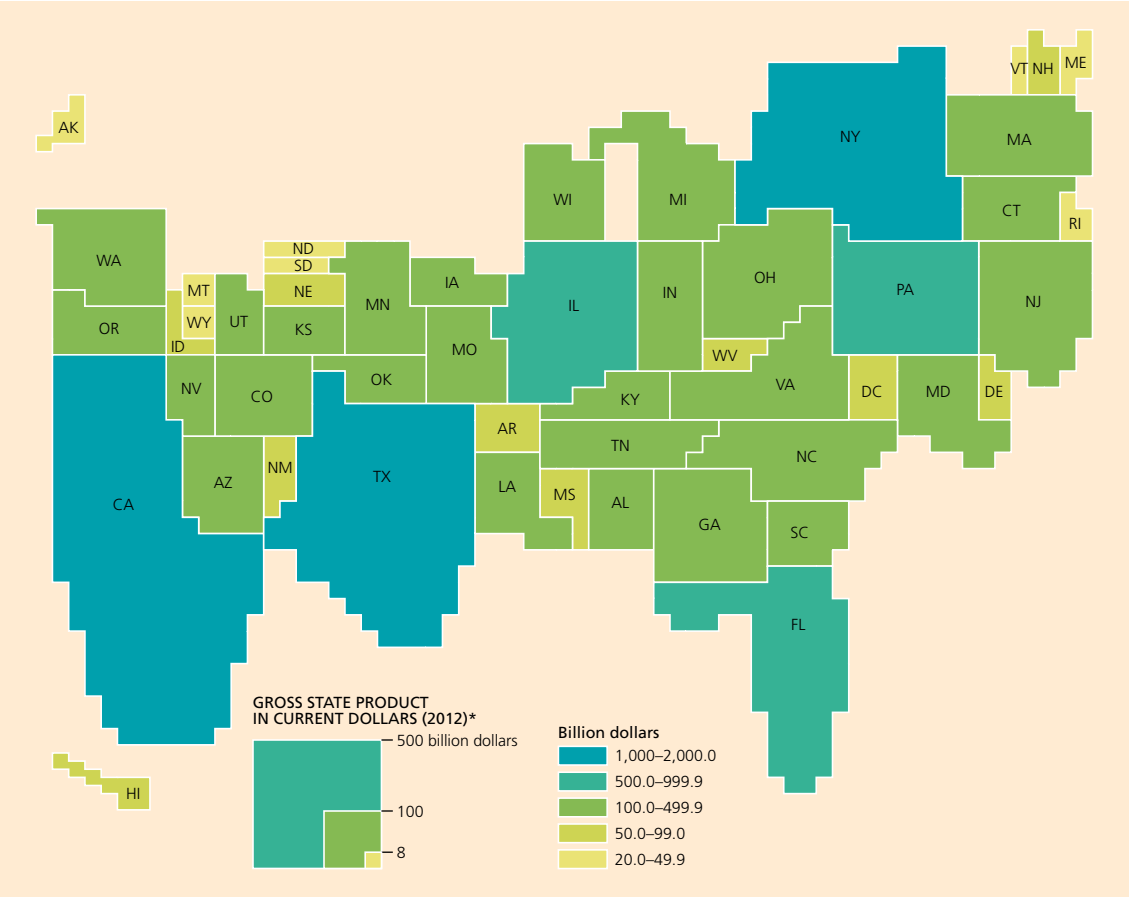 VT NH ME
AK
NY
MA
WI
MI
CT
RI
WA
ND
SD
MT
NE
IA
MN
IL
IN
OH
PA
NJ
OR
ID
WY
UT
KS
MO
WV
NV
CO
OK
KY
VA
DC
MD
DE
AR
TN
NC
CA
AZ
NM
TX
LA
MS
AL
GA
SC
FL
HI
GROSS STATE PRODUCT
IN CURRENT DOLLARS (2012)*
500 billion dollars
100
8
Billion dollars
1,000–2,000.0
500.0–999.9
100.0–499.9
50.0–99.0
20.0–49.9